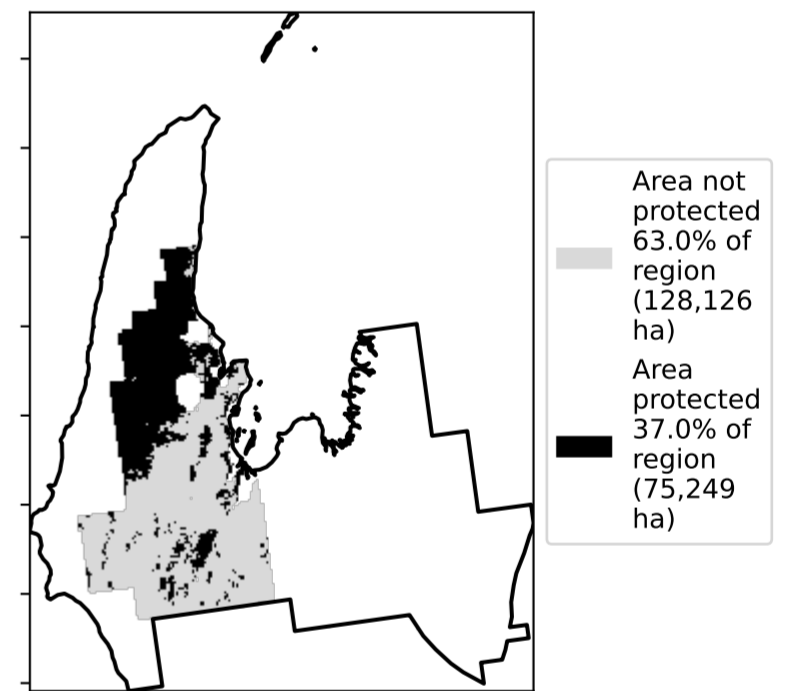 Area not
protected
63.0% of
region
(128,126
ha)
Area
protected
37.0% of
region
(75,249
ha)